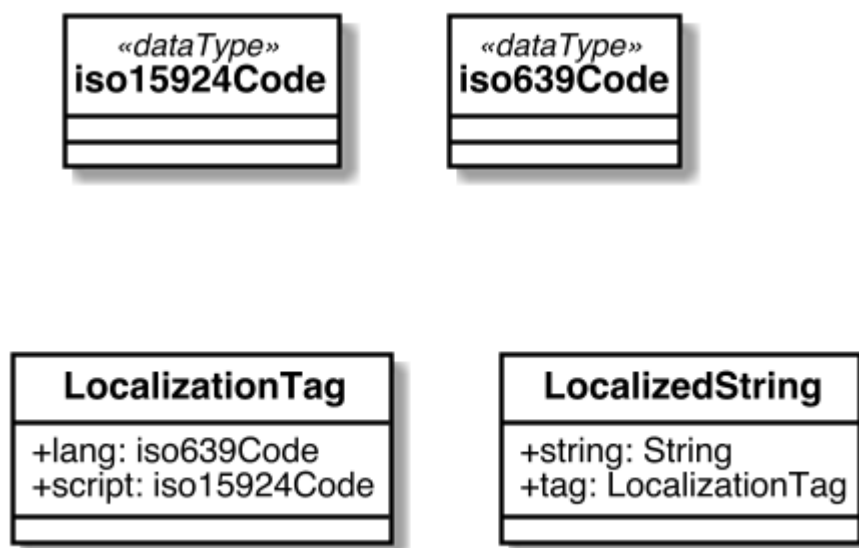 «dataType»
iso15924Code
«dataType»
iso639Code
LocalizationTag
+lang: iso639Code
+script: iso15924Code
LocalizedString
+string: String
+tag: LocalizationTag